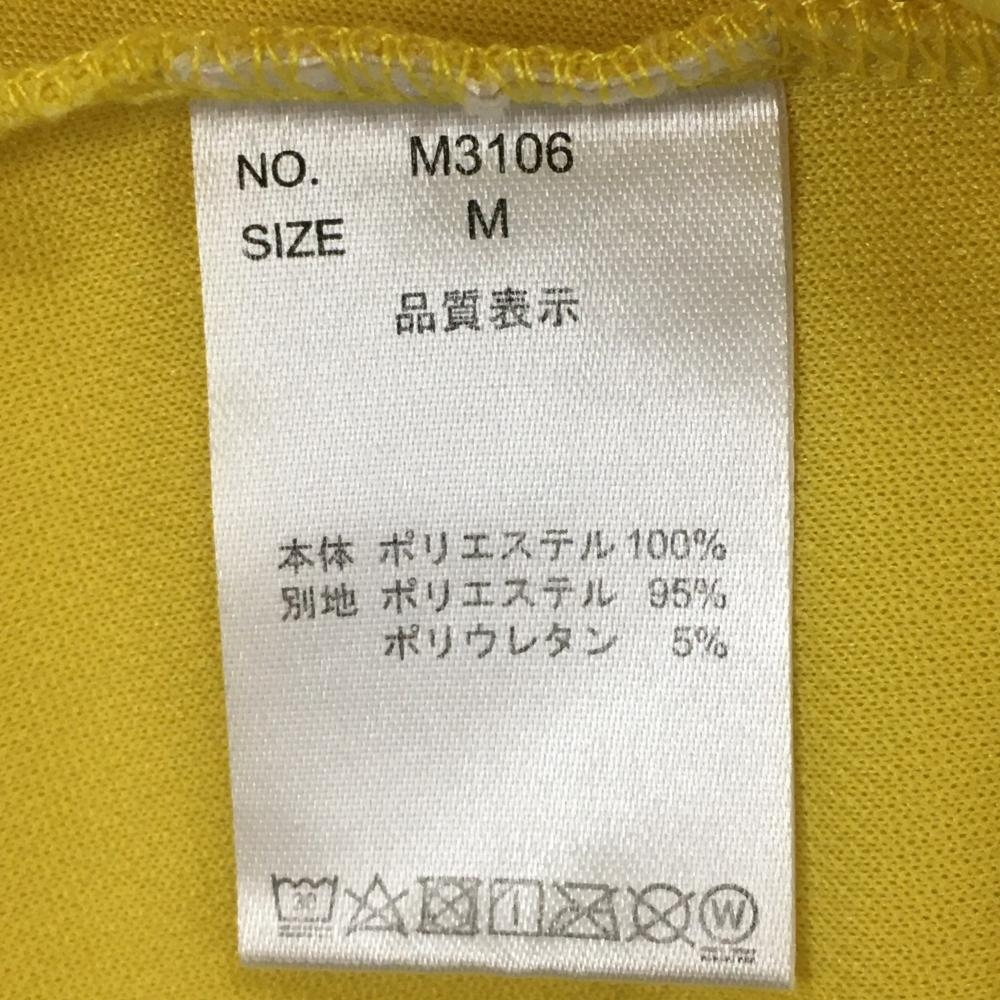 NO. M3106
SIZE M
品質表示
本体 ポリエステル 100%
別地 ポリエステル 95%
ポリウレタン 5%
30
W